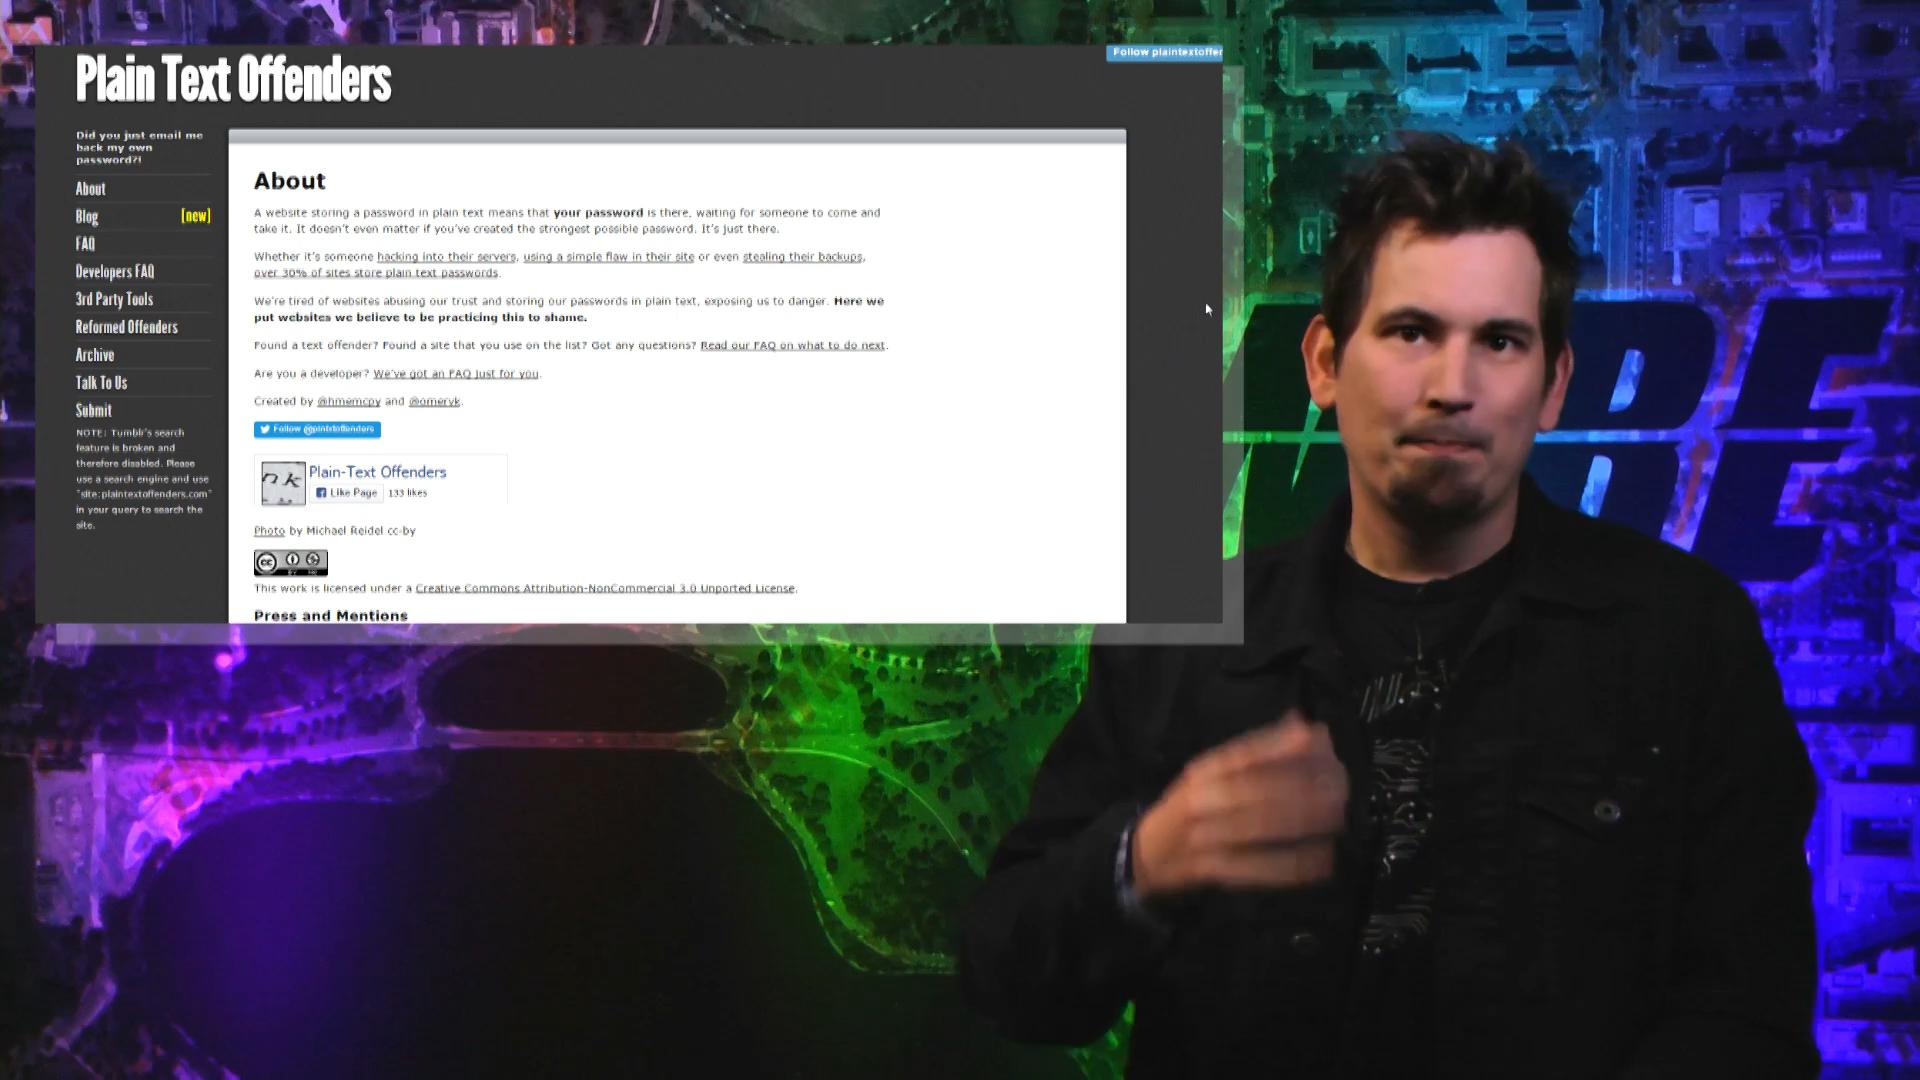 Plain Text Offenders
Follow plaintextoffer
Did you just email me
back my own
password?!
About
Blog [new]
FAQ
Developers FAQ
3rd Party Tools
Reformed Offenders
Archive
Talk To Us
Submit
NOTE: Tumblr's search
feature is broken and
therefore disabled. Please
use a search engine and use
"site:plaintextoffenders.com"
in your query to search the
site.
About
A website storing a password in plain text means that your password is there, waiting for someone to come and
take it. It doesn't even matter if you've created the strongest possible password. It's just there.
Whether it's someone hacking into their servers, using a simple flaw in their site or even stealing their backups,
over 30% of sites store plain text passwords.
We're tired of websites abusing our trust and storing our passwords in plain text, exposing us to danger. Here we
put websites we believe to be practicing this to shame.
Found a text offender? Found a site that you use on the list? Got any questions? Read our FAQ on what to do next.
Are you a developer? We've got an FAQ just for you.
Created by @hmemcpy and @omervk.
Follow @plntxtoffenders
nk
Plain-Text Offenders
Like Page 133 likes
Photo by Michael Reidel cc-by
cc
This work is licensed under a Creative Commons Attribution-NonCommercial 3.0 Unported License.
Press and Mentions